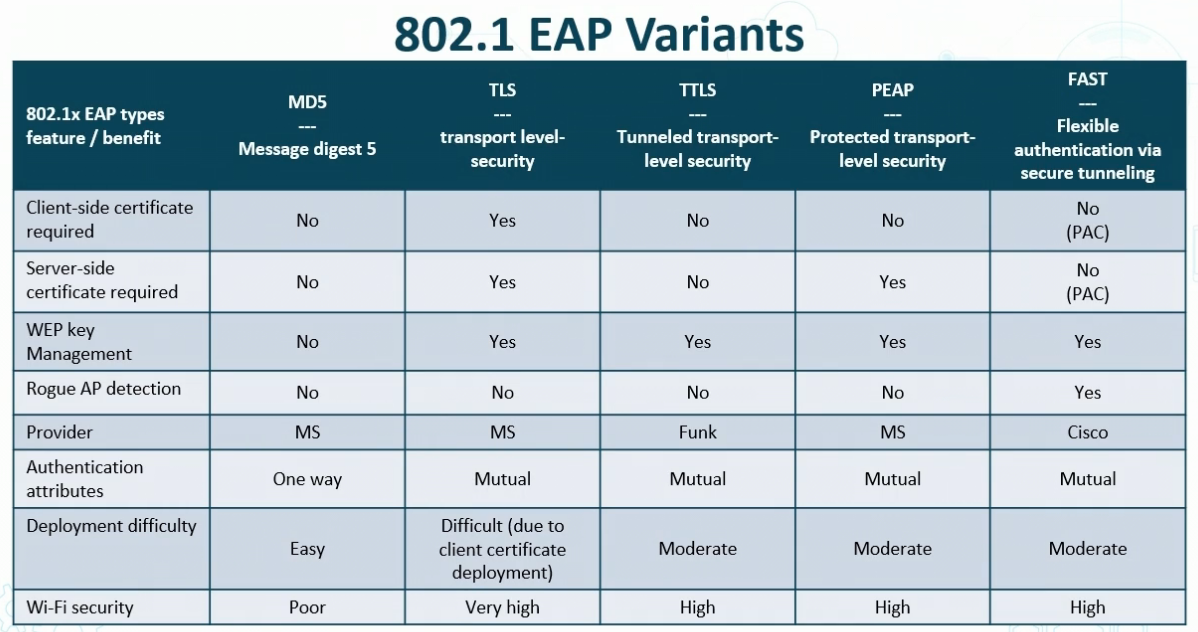 802.1 EAP Variants
802.1x EAP types
feature / benefit
MD5
---
Message digest 5
TLS
---
transport level-
security
TTLS
---
Tunneled transport-
level security
PEAP
---
Protected transport-
level security
FAST
---
Flexible
authentication via
secure tunneling
Client-side certificate
required
No
Yes
No
No
No
(PAC)
Server-side
certificate required
No
Yes
No
Yes
No
(PAC)
WEP key
Management
No
Yes
Yes
Yes
Yes
Rogue AP detection
No
No
No
No
Yes
Provider
MS
MS
Funk
MS
Cisco
Authentication
attributes
One way
Mutual
Mutual
Mutual
Mutual
Deployment difficulty
Easy
Difficult (due to
client certificate
deployment)
Moderate
Moderate
Moderate
Wi-Fi security
Poor
Very high
High
High
High